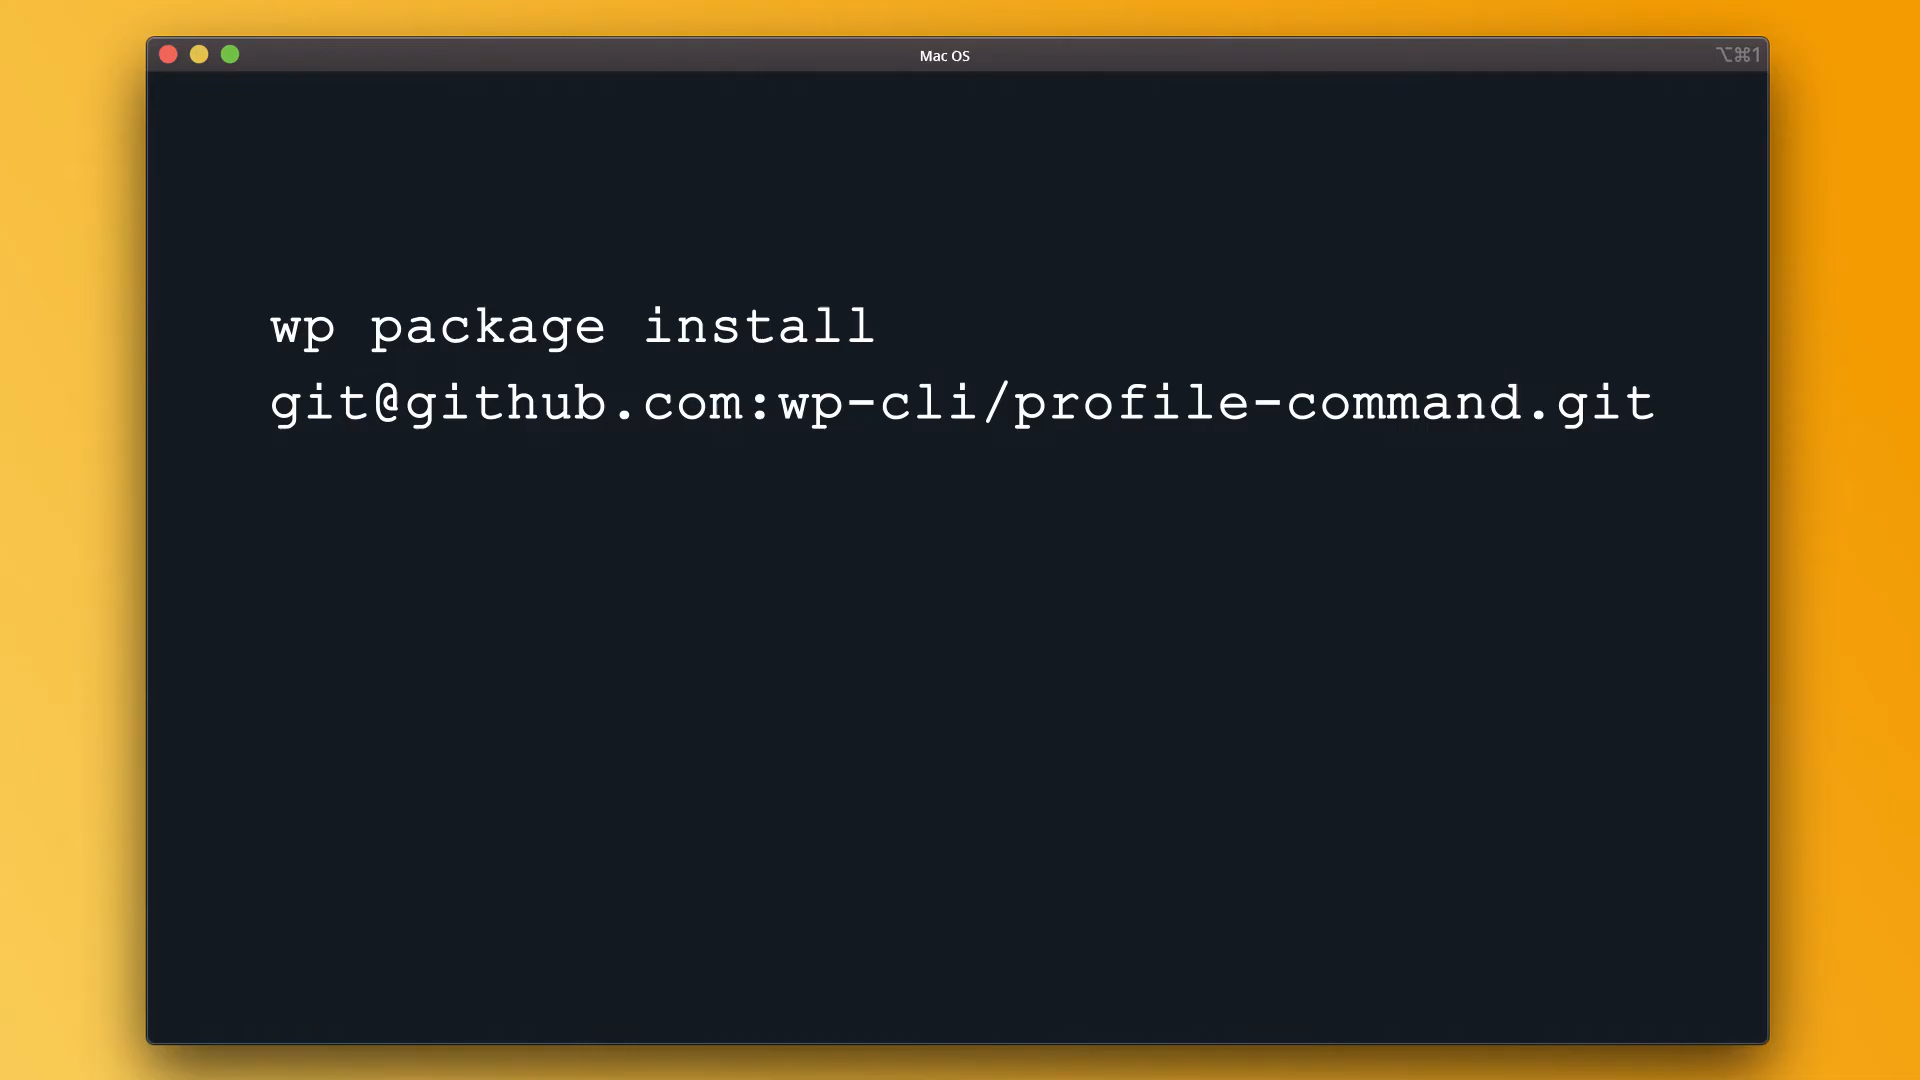 Mac OS
⌥⌘1
wp package install
git@github.com:wp-cli/profile-command.git